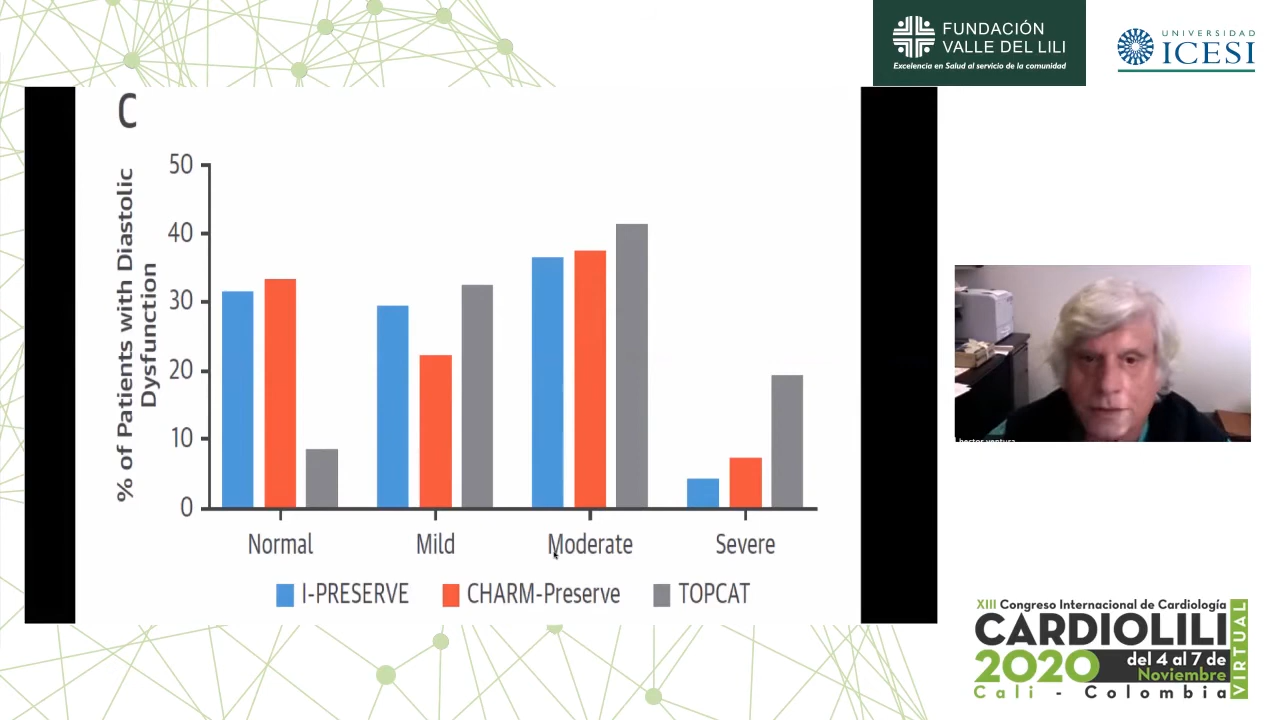 FUNDACIÓN
VALLE DEL LILI
Excelencia en Salud al servicio de la comunidad
UNIVERSIDAD
ICESI
C
% of Patients with Diastolic
Dysfunction
50
40
30
20
10
0
Normal
Mild
Moderate
Severe
I-PRESERVE
CHARM-Preserve
TOPCAT
hector ventura
XIII Congreso Internacional de Cardiología
CARDIOLILI
2020
del 4 al 7 de
Noviembre
VIRTUAL
Cali - Colombia